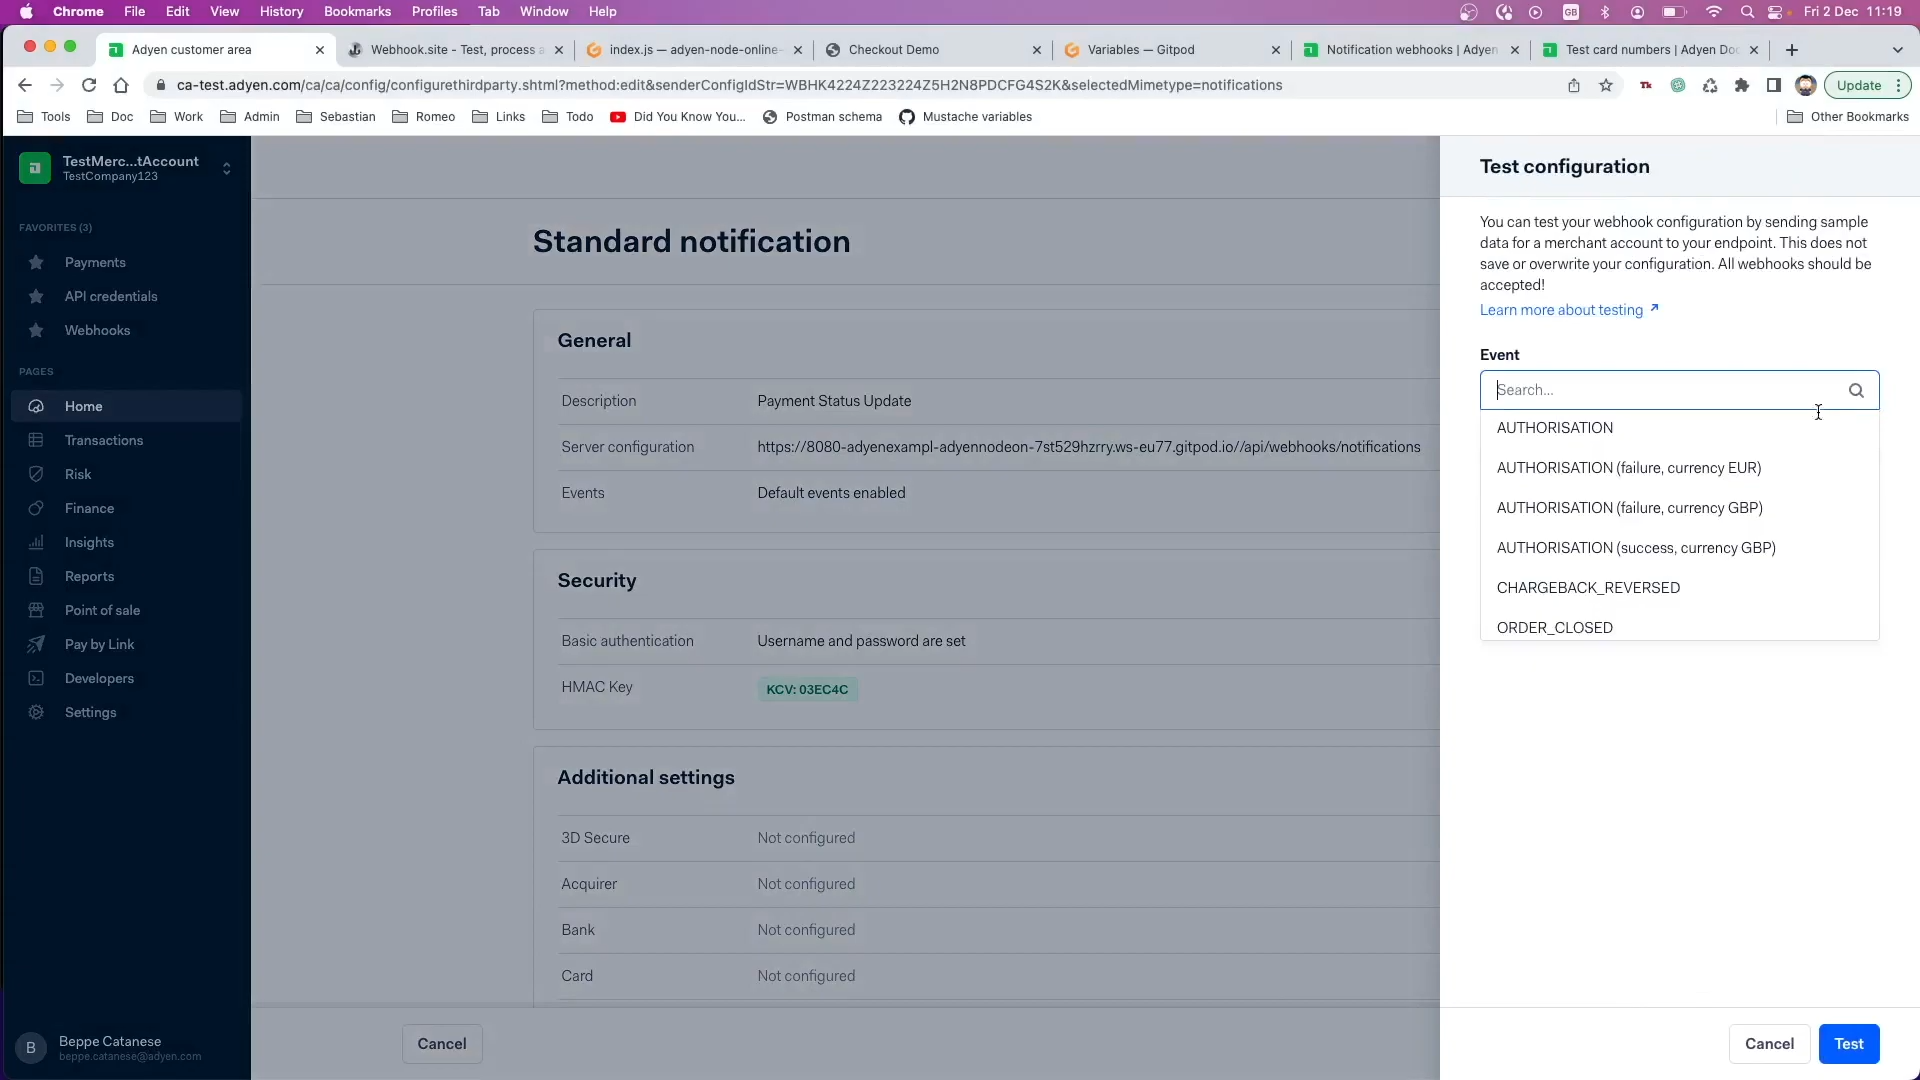 Chrome File Edit View History Bookmarks Profiles Tab Window Help GB Fri 2 Dec 11:19
Adyen customer area Webhook.site - Test, process a index.js — adyen-node-online- Checkout Demo Variables — Gitpod Notification webhooks | Adyen Test card numbers | Adyen Doc
ca-test.adyen.com/ca/ca/config/configurethirdparty.shtml?method:edit&senderConfigIdStr=WBHK4224Z223224Z5H2N8PDCFG4S2K&selectedMimetype=notifications Update
Tools Doc Work Admin Sebastian Romeo Links Todo Did You Know You... Postman schema Mustache variables Other Bookmarks
TestMerc...tAccount
TestCompany123
FAVORITES (3)
Payments
API credentials
Webhooks
PAGES
Home
Transactions
Risk
Finance
Insights
Reports
Point of sale
Pay by Link
Developers
Settings
B
Beppe Catanese
beppe.catanese@adyen.com
Standard notification
General
Description Payment Status Update
Server configuration https://8080-adyenexampl-adyennodeon-7st529hzrry.ws-eu77.gitpod.io//api/webhooks/notifications
Events Default events enabled
Security
Basic authentication Username and password are set
HMAC Key KCV: 03EC4C
Additional settings
3D Secure Not configured
Acquirer Not configured
Bank Not configured
Card Not configured
Cancel
Test configuration
You can test your webhook configuration by sending sample
data for a merchant account to your endpoint. This does not
save or overwrite your configuration. All webhooks should be
accepted!
Learn more about testing
Event
Search...
AUTHORISATION
AUTHORISATION (failure, currency EUR)
AUTHORISATION (failure, currency GBP)
AUTHORISATION (success, currency GBP)
CHARGEBACK_REVERSED
ORDER_CLOSED
Cancel Test